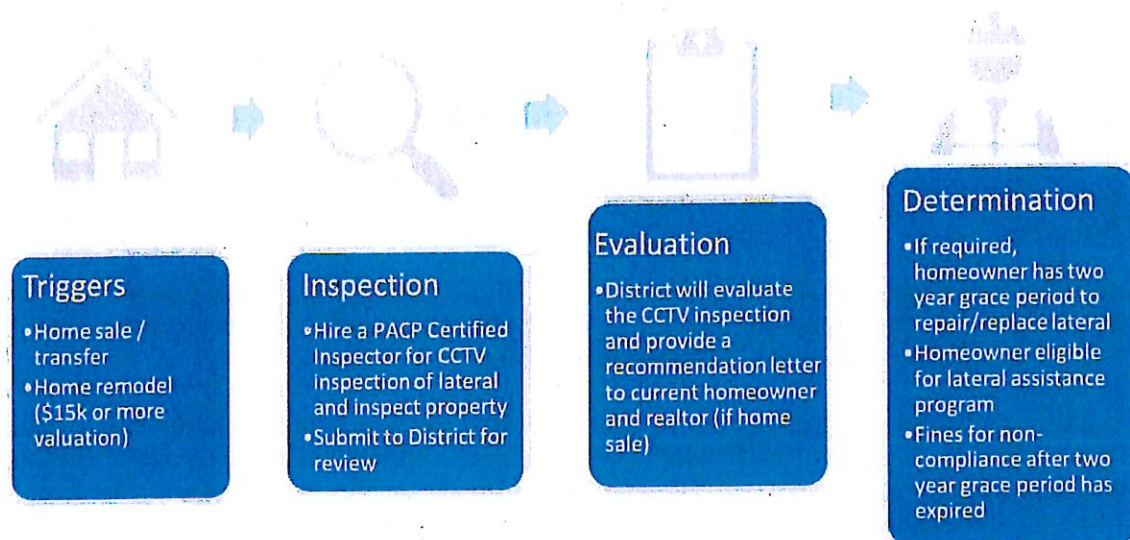 Triggers
•Home sale /
transfer
•Home remodel
($15k or more
valuation)
Inspection
•Hire a PACP Certified
Inspector for CCTV
inspection of lateral
and inspect property
•Submit to District for
review
Evaluation
•District will evaluate
the CCTV inspection
and provide a
recommendation letter
to current homeowner
and realtor (if home
sale)
Determination
•If required,
homeowner has two
year grace period to
repair/replace lateral
•Homeowner eligible
for lateral assistance
program
•Fines for non-
compliance after two
year grace period has
expired